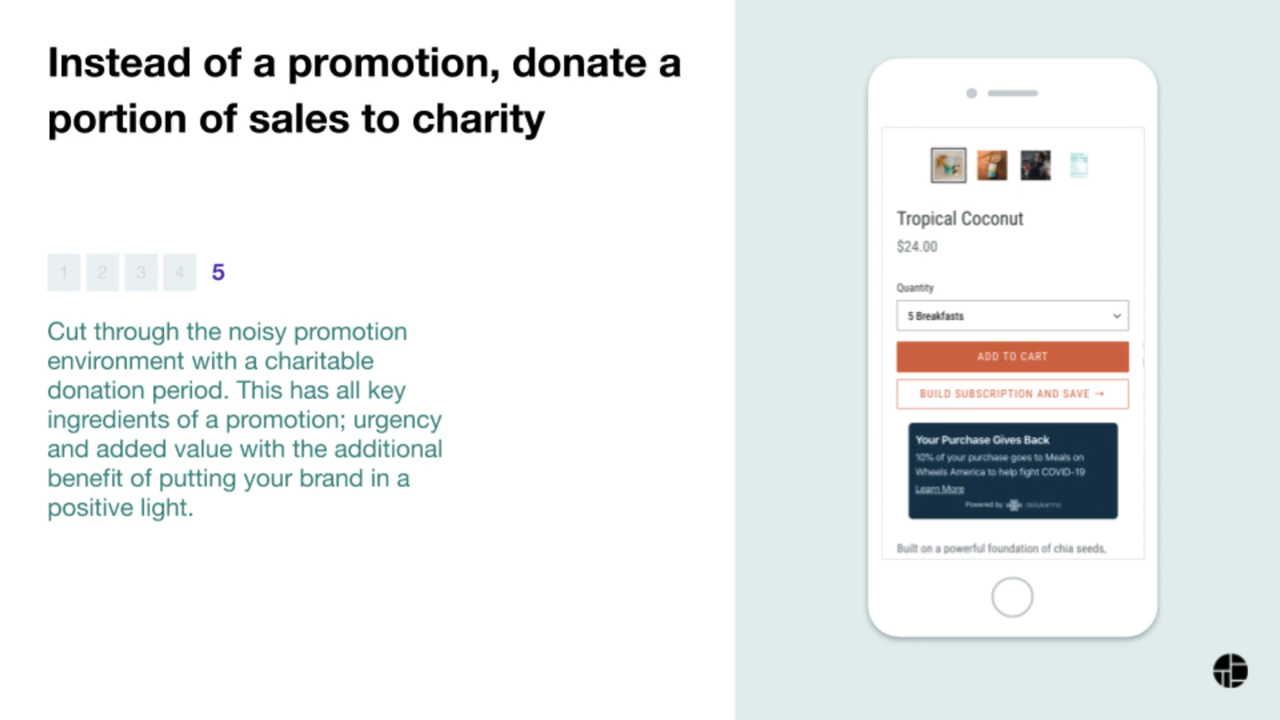 Instead of a promotion, donate a
portion of sales to charity
1 2 3 4 5
Cut through the noisy promotion
environment with a charitable
donation period. This has all key
ingredients of a promotion; urgency
and added value with the additional
benefit of putting your brand in a
positive light.
Tropical Coconut
$24.00
Quantity
5 Breakfasts
ADD TO CART
BUILD SUBSCRIPTION AND SAVE →
Your Purchase Gives Back
10% of your purchase goes to Meals on
Wheels America to help fight COVID-19
Learn More
Powered by dailykarma
Built on a powerful foundation of chia seeds,